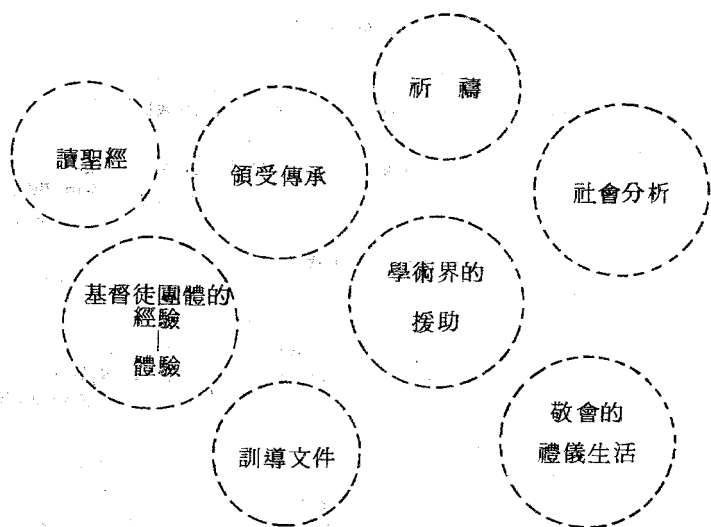 祈禱
讀聖經
領受傳承
社會分析
基督徒團體的
經驗
｜
體驗
學術界的
援助
訓導文件
敬會的
禮儀生活